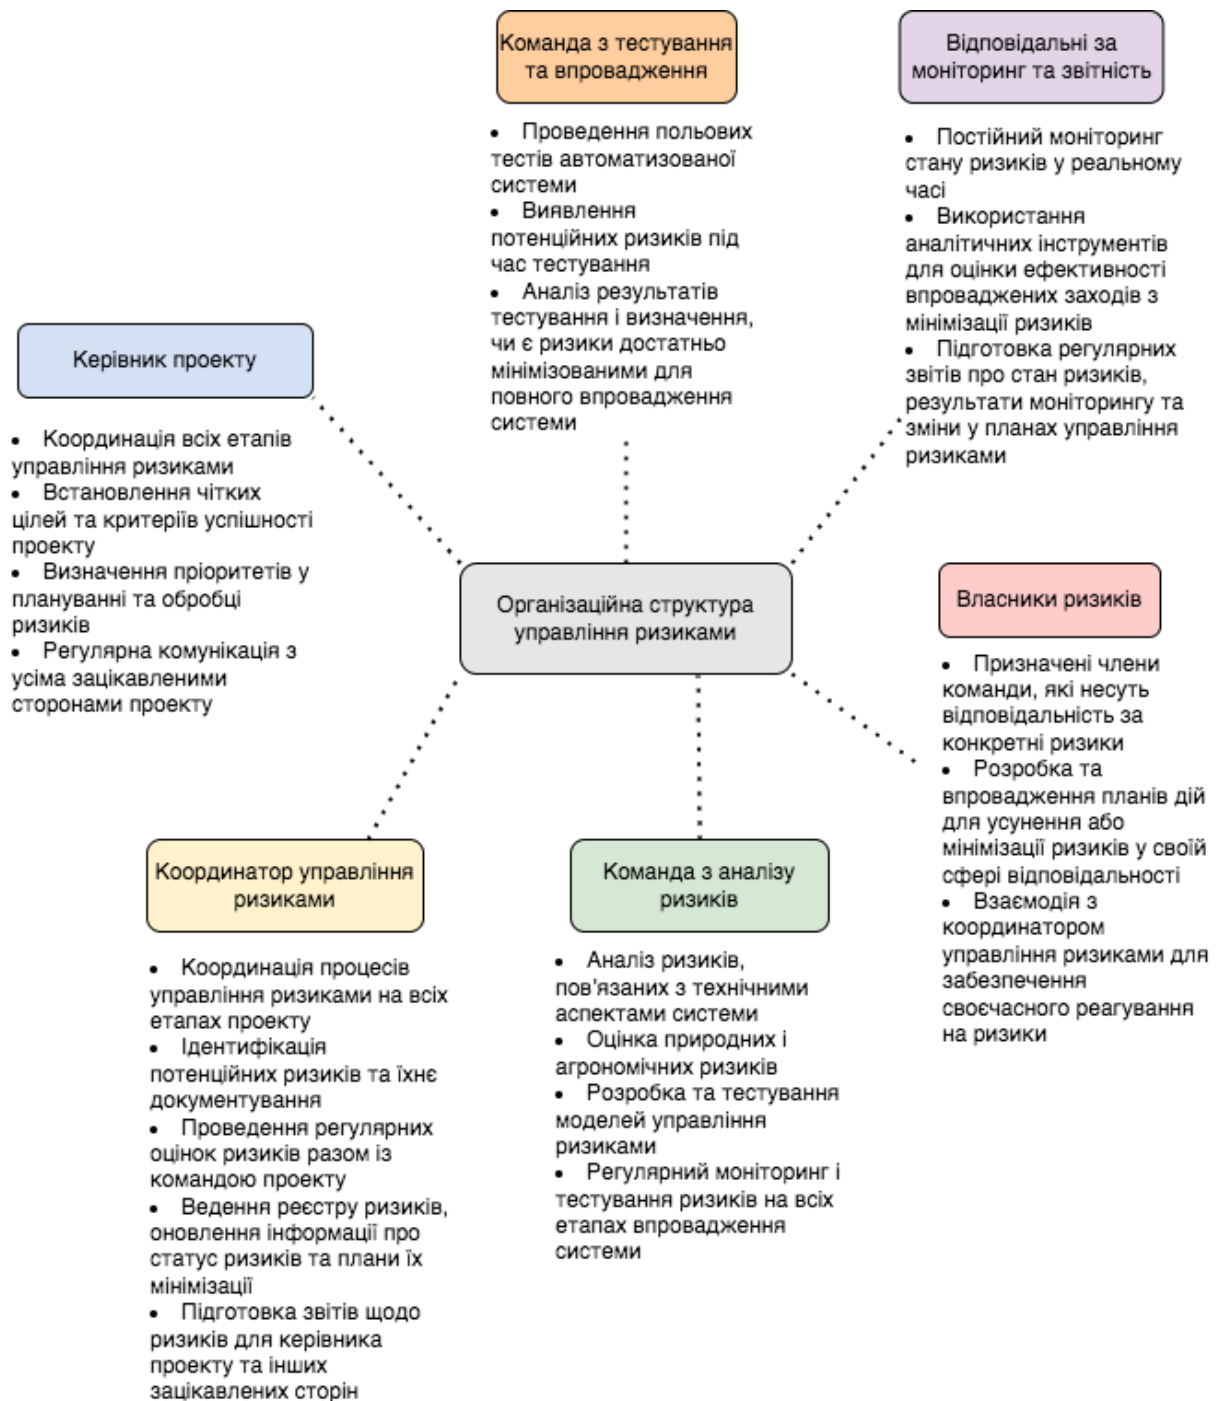 Команда з тестування
та впровадження
• Проведення польових
тестів автоматизованої
системи
• Виявлення
потенційних ризиків під
час тестування
• Аналіз результатів
тестування і визначення,
чи є ризики достатньо
мінімізованими для
повного впровадження
системи
Відповідальні за
моніторинг та звітність
• Постійний моніторинг
стану ризиків у реальному
часі
• Використання
аналітичних інструментів
для оцінки ефективності
впроваджених заходів з
мінімізації ризиків
• Підготовка регулярних
звітів про стан ризиків,
результати моніторингу та
зміни у планах управління
ризиками
Керівник проекту
• Координація всіх етапів
управління ризиками
• Встановлення чітких
цілей та критеріїв успішності
проекту
• Визначення пріоритетів у
плануванні та обробці
ризиків
• Регулярна комунікація з
усіма зацікавленими
сторонами проекту
Організаційна структура
управління ризиками
Власники ризиків
• Призначені члени
команди, які несуть
відповідальність за
конкретні ризики
• Розробка та
впровадження планів дій
для усунення або
мінімізації ризиків у своїй
сфері відповідальності
• Взаємодія з
координатором
управління ризиками для
забезпечення
своєчасного реагування
на ризики
Координатор управління
ризиками
• Координація процесів
управління ризиками на всіх
етапах проекту
• Ідентифікація
потенційних ризиків та їхнє
документування
• Проведення регулярних
оцінок ризиків разом із
командою проекту
• Ведення реєстру ризиків,
оновлення інформації про
статус ризиків та плани їх
мінімізації
• Підготовка звітів щодо
ризиків для керівника
проекту та інших
зацікавлених сторін
Команда з аналізу
ризиків
• Аналіз ризиків,
пов'язаних з технічними
аспектами системи
• Оцінка природних і
агрономічних ризиків
• Розробка та тестування
моделей управління
ризиками
• Регулярний моніторинг і
тестування ризиків на всіх
етапах впровадження
системи